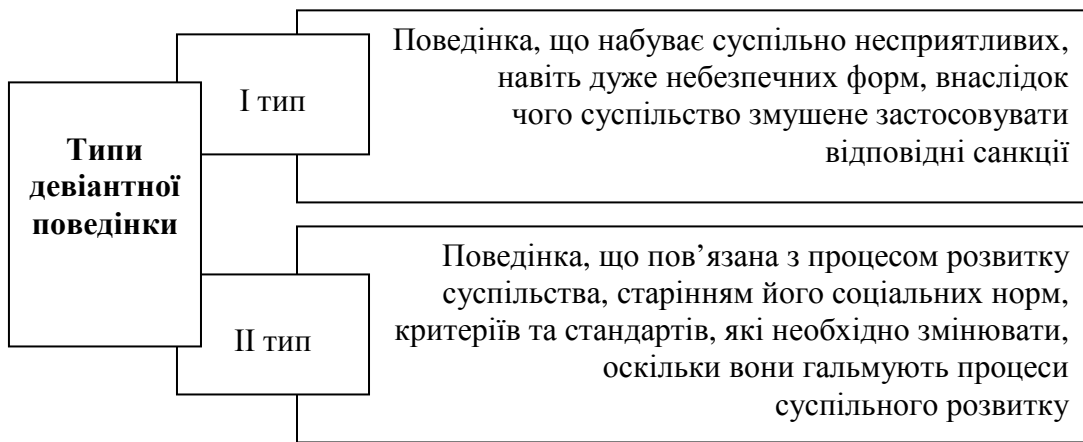 Типи
девіантної
поведінки
І тип
Поведінка, що набуває суспільно несприятливих,
навіть дуже небезпечних форм, внаслідок
чого суспільство змушене застосовувати
відповідні санкції
ІІ тип
Поведінка, що пов’язана з процесом розвитку
суспільства, старінням його соціальних норм,
критеріїв та стандартів, які необхідно змінювати,
оскільки вони гальмують процеси
суспільного розвитку